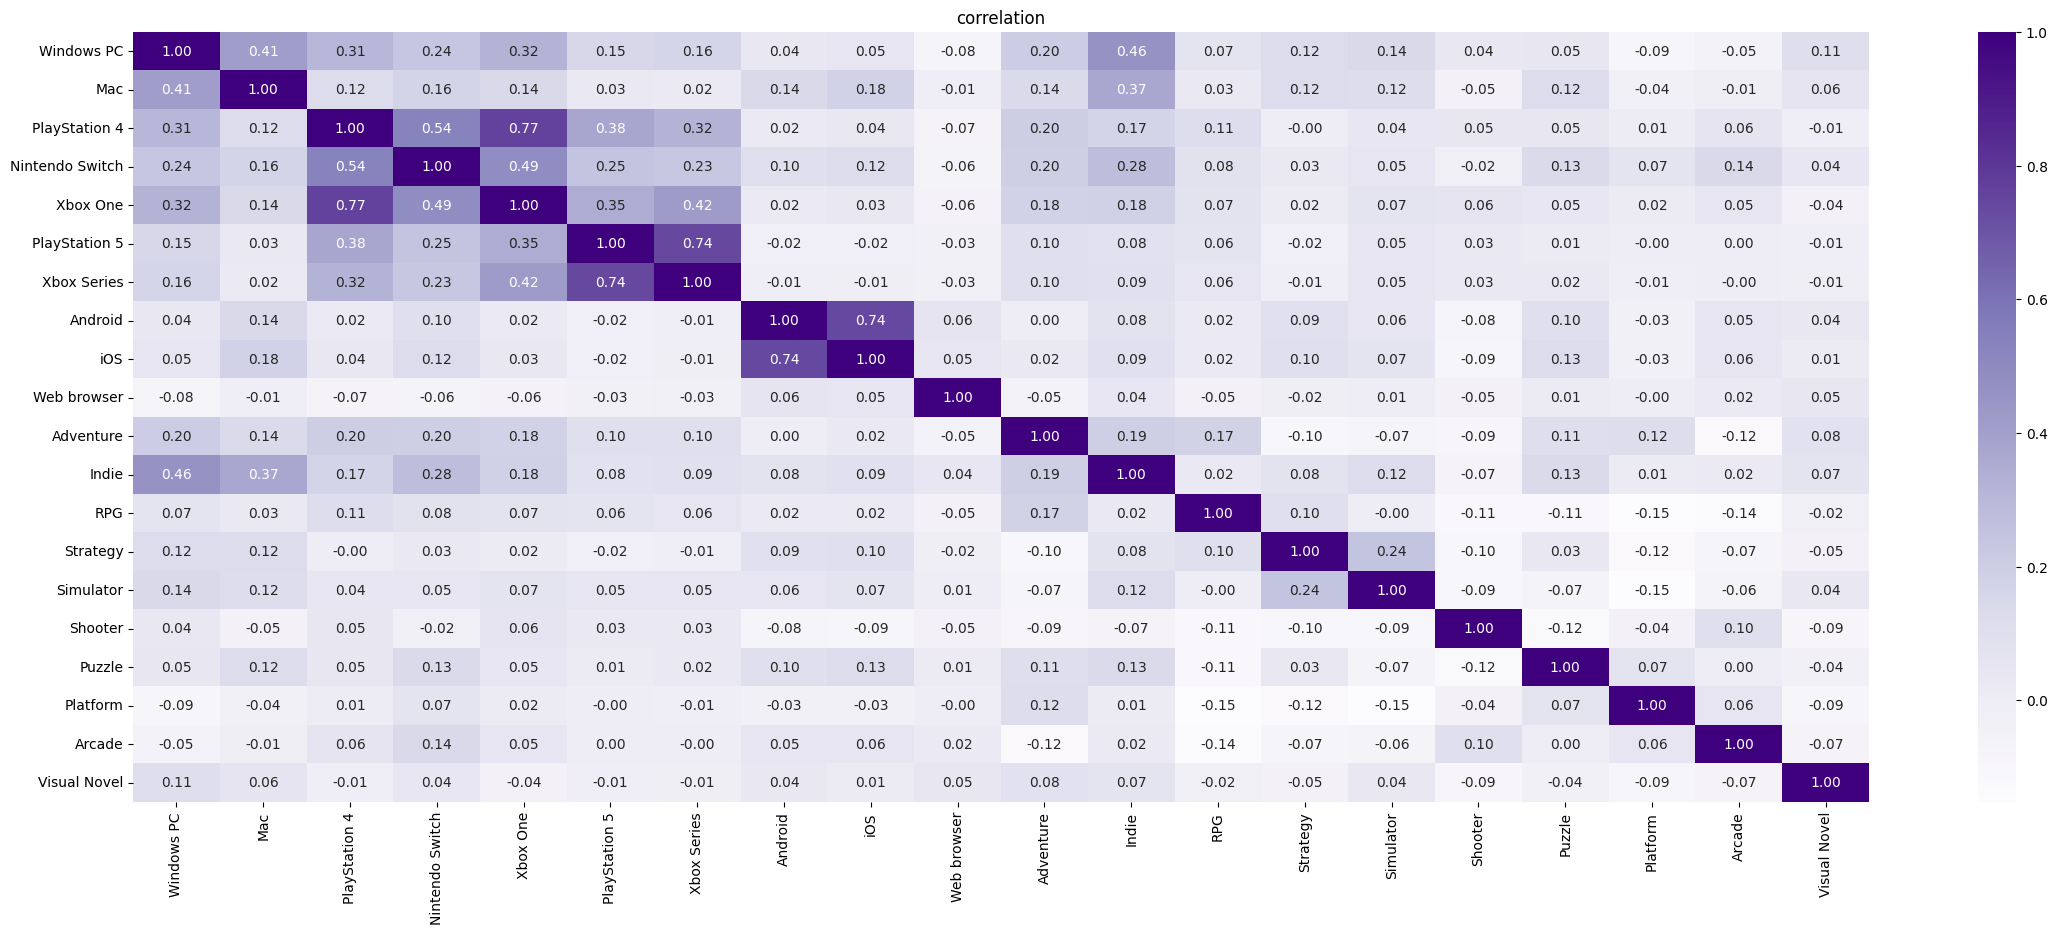 correlation
Windows PC 1.00 0.41 0.31 0.24 0.32 0.15 0.16 0.04 0.05 -0.08 0.20 0.46 0.07 0.12 0.14 0.04 0.05 -0.09 -0.05 0.11
Mac 0.41 1.00 0.12 0.16 0.14 0.03 0.02 0.14 0.18 -0.01 0.14 0.37 0.03 0.12 0.12 -0.05 0.12 -0.04 -0.01 0.06
PlayStation 4 0.31 0.12 1.00 0.54 0.77 0.38 0.32 0.02 0.04 -0.07 0.20 0.17 0.11 -0.00 0.04 0.05 0.05 0.01 0.06 -0.01
Nintendo Switch 0.24 0.16 0.54 1.00 0.49 0.25 0.23 0.10 0.12 -0.06 0.20 0.28 0.08 0.03 0.05 -0.02 0.13 0.07 0.14 0.04
Xbox One 0.32 0.14 0.77 0.49 1.00 0.35 0.42 0.02 0.03 -0.06 0.18 0.18 0.07 0.02 0.07 0.06 0.05 0.02 0.05 -0.04
PlayStation 5 0.15 0.03 0.38 0.25 0.35 1.00 0.74 -0.02 -0.02 -0.03 0.10 0.08 0.06 -0.02 0.05 0.03 0.01 -0.00 0.00 -0.01
Xbox Series 0.16 0.02 0.32 0.23 0.42 0.74 1.00 -0.01 -0.01 -0.03 0.10 0.09 0.06 -0.01 0.05 0.03 0.02 -0.01 -0.00 -0.01
Android 0.04 0.14 0.02 0.10 0.02 -0.02 -0.01 1.00 0.74 0.06 0.00 0.08 0.02 0.09 0.06 -0.08 0.10 -0.03 0.05 0.04
iOS 0.05 0.18 0.04 0.12 0.03 -0.02 -0.01 0.74 1.00 0.05 0.02 0.09 0.02 0.10 0.07 -0.09 0.13 -0.03 0.06 0.01
Web browser -0.08 -0.01 -0.07 -0.06 -0.06 -0.03 -0.03 0.06 0.05 1.00 -0.05 0.04 -0.05 -0.02 0.01 -0.05 0.01 -0.00 0.02 0.05
Adventure 0.20 0.14 0.20 0.20 0.18 0.10 0.10 0.00 0.02 -0.05 1.00 0.19 0.17 -0.10 -0.07 -0.09 0.11 0.12 -0.12 0.08
Indie 0.46 0.37 0.17 0.28 0.18 0.08 0.09 0.08 0.09 0.04 0.19 1.00 0.02 0.08 0.12 -0.07 0.13 0.01 0.02 0.07
RPG 0.07 0.03 0.11 0.08 0.07 0.06 0.06 0.02 0.02 -0.05 0.17 0.02 1.00 0.10 -0.00 -0.11 -0.11 -0.15 -0.14 -0.02
Strategy 0.12 0.12 -0.00 0.03 0.02 -0.02 -0.01 0.09 0.10 -0.02 -0.10 0.08 0.10 1.00 0.24 -0.10 0.03 -0.12 -0.07 -0.05
Simulator 0.14 0.12 0.04 0.05 0.07 0.05 0.05 0.06 0.07 0.01 -0.07 0.12 -0.00 0.24 1.00 -0.09 -0.07 -0.15 -0.06 0.04
Shooter 0.04 -0.05 0.05 -0.02 0.06 0.03 0.03 -0.08 -0.09 -0.05 -0.09 -0.07 -0.11 -0.10 -0.09 1.00 -0.12 -0.04 0.10 -0.09
Puzzle 0.05 0.12 0.05 0.13 0.05 0.01 0.02 0.10 0.13 0.01 0.11 0.13 -0.11 0.03 -0.07 -0.12 1.00 0.07 0.00 -0.04
Platform -0.09 -0.04 0.01 0.07 0.02 -0.00 -0.01 -0.03 -0.03 -0.00 0.12 0.01 -0.15 -0.12 -0.15 -0.04 0.07 1.00 0.06 -0.09
Arcade -0.05 -0.01 0.06 0.14 0.05 0.00 -0.00 0.05 0.06 0.02 -0.12 0.02 -0.14 -0.07 -0.06 0.10 0.00 0.06 1.00 -0.07
Visual Novel 0.11 0.06 -0.01 0.04 -0.04 -0.01 -0.01 0.04 0.01 0.05 0.08 0.07 -0.02 -0.05 0.04 -0.09 -0.04 -0.09 -0.07 1.00
Windows PC
Mac
PlayStation 4
Nintendo Switch
Xbox One
PlayStation 5
Xbox Series
Android
iOS
Web browser
Adventure
Indie
RPG
Strategy
Simulator
Shooter
Puzzle
Platform
Arcade
Visual Novel
1.0
0.8
0.6
0.4
0.2
0.0